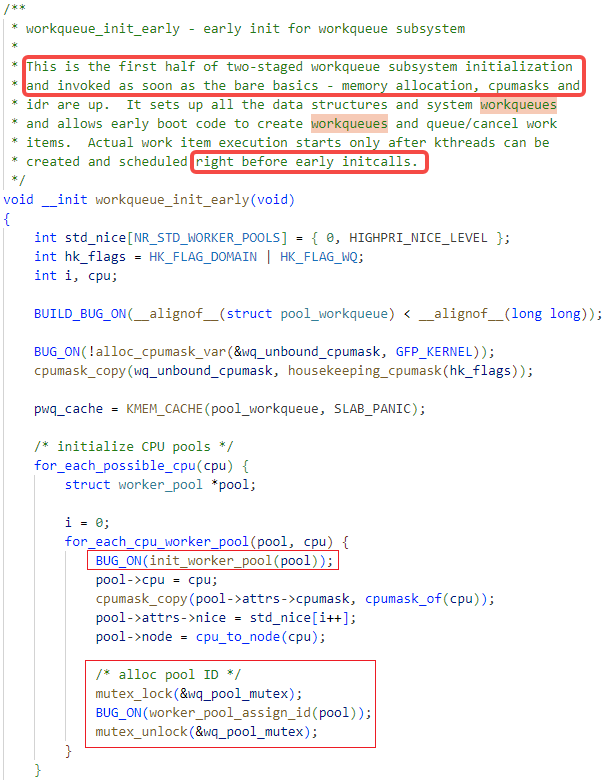 /**
 * workqueue_init_early - early init for workqueue subsystem
 *
 * This is the first half of two-staged workqueue subsystem initialization
 * and invoked as soon as the bare basics - memory allocation, cpumasks and
 * idr are up.  It sets up all the data structures and system workqueues
 * and allows early boot code to create workqueues and queue/cancel work
 * items.  Actual work item execution starts only after kthreads can be
 * created and scheduled right before early initcalls.
 */
void __init workqueue_init_early(void)
{
    int std_nice[NR_STD_WORKER_POOLS] = { 0, HIGHPRI_NICE_LEVEL };
    int hk_flags = HK_FLAG_DOMAIN | HK_FLAG_WQ;
    int i, cpu;

    BUILD_BUG_ON(__alignof__(struct pool_workqueue) < __alignof__(long long));

    BUG_ON(!alloc_cpumask_var(&wq_unbound_cpumask, GFP_KERNEL));
    cpumask_copy(wq_unbound_cpumask, housekeeping_cpumask(hk_flags));

    pwq_cache = KMEM_CACHE(pool_workqueue, SLAB_PANIC);

    /* initialize CPU pools */
    for_each_possible_cpu(cpu) {
        struct worker_pool *pool;

        i = 0;
        for_each_cpu_worker_pool(pool, cpu) {
            BUG_ON(init_worker_pool(pool));
            pool->cpu = cpu;
            cpumask_copy(pool->attrs->cpumask, cpumask_of(cpu));
            pool->attrs->nice = std_nice[i++];
            pool->node = cpu_to_node(cpu);

            /* alloc pool ID */
            mutex_lock(&wq_pool_mutex);
            BUG_ON(worker_pool_assign_id(pool));
            mutex_unlock(&wq_pool_mutex);
        }
    }